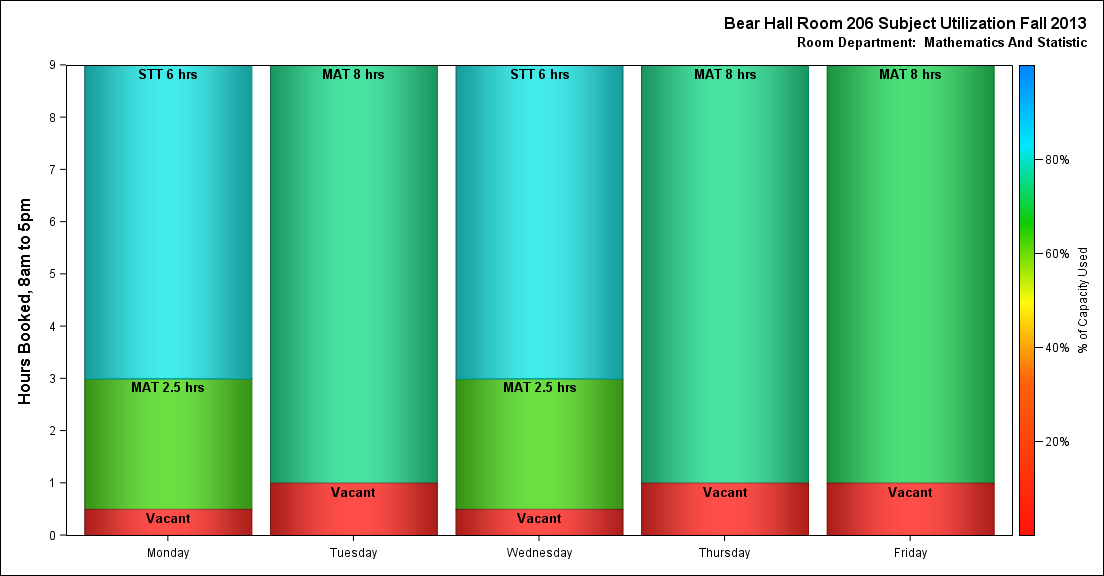 Bear Hall Room 206 Subject Utilization Fall 2013
Room Department:  Mathematics And Statistic
Hours Booked, 8am to 5pm
9
8
7
6
5
4
3
2
1
0
STT 6 hrs
MAT 2.5 hrs
Vacant
MAT 8 hrs
Vacant
STT 6 hrs
MAT 2.5 hrs
Vacant
MAT 8 hrs
Vacant
MAT 8 hrs
Vacant
Monday
Tuesday
Wednesday
Thursday
Friday
80%
60%
40%
20%
% of Capacity Used